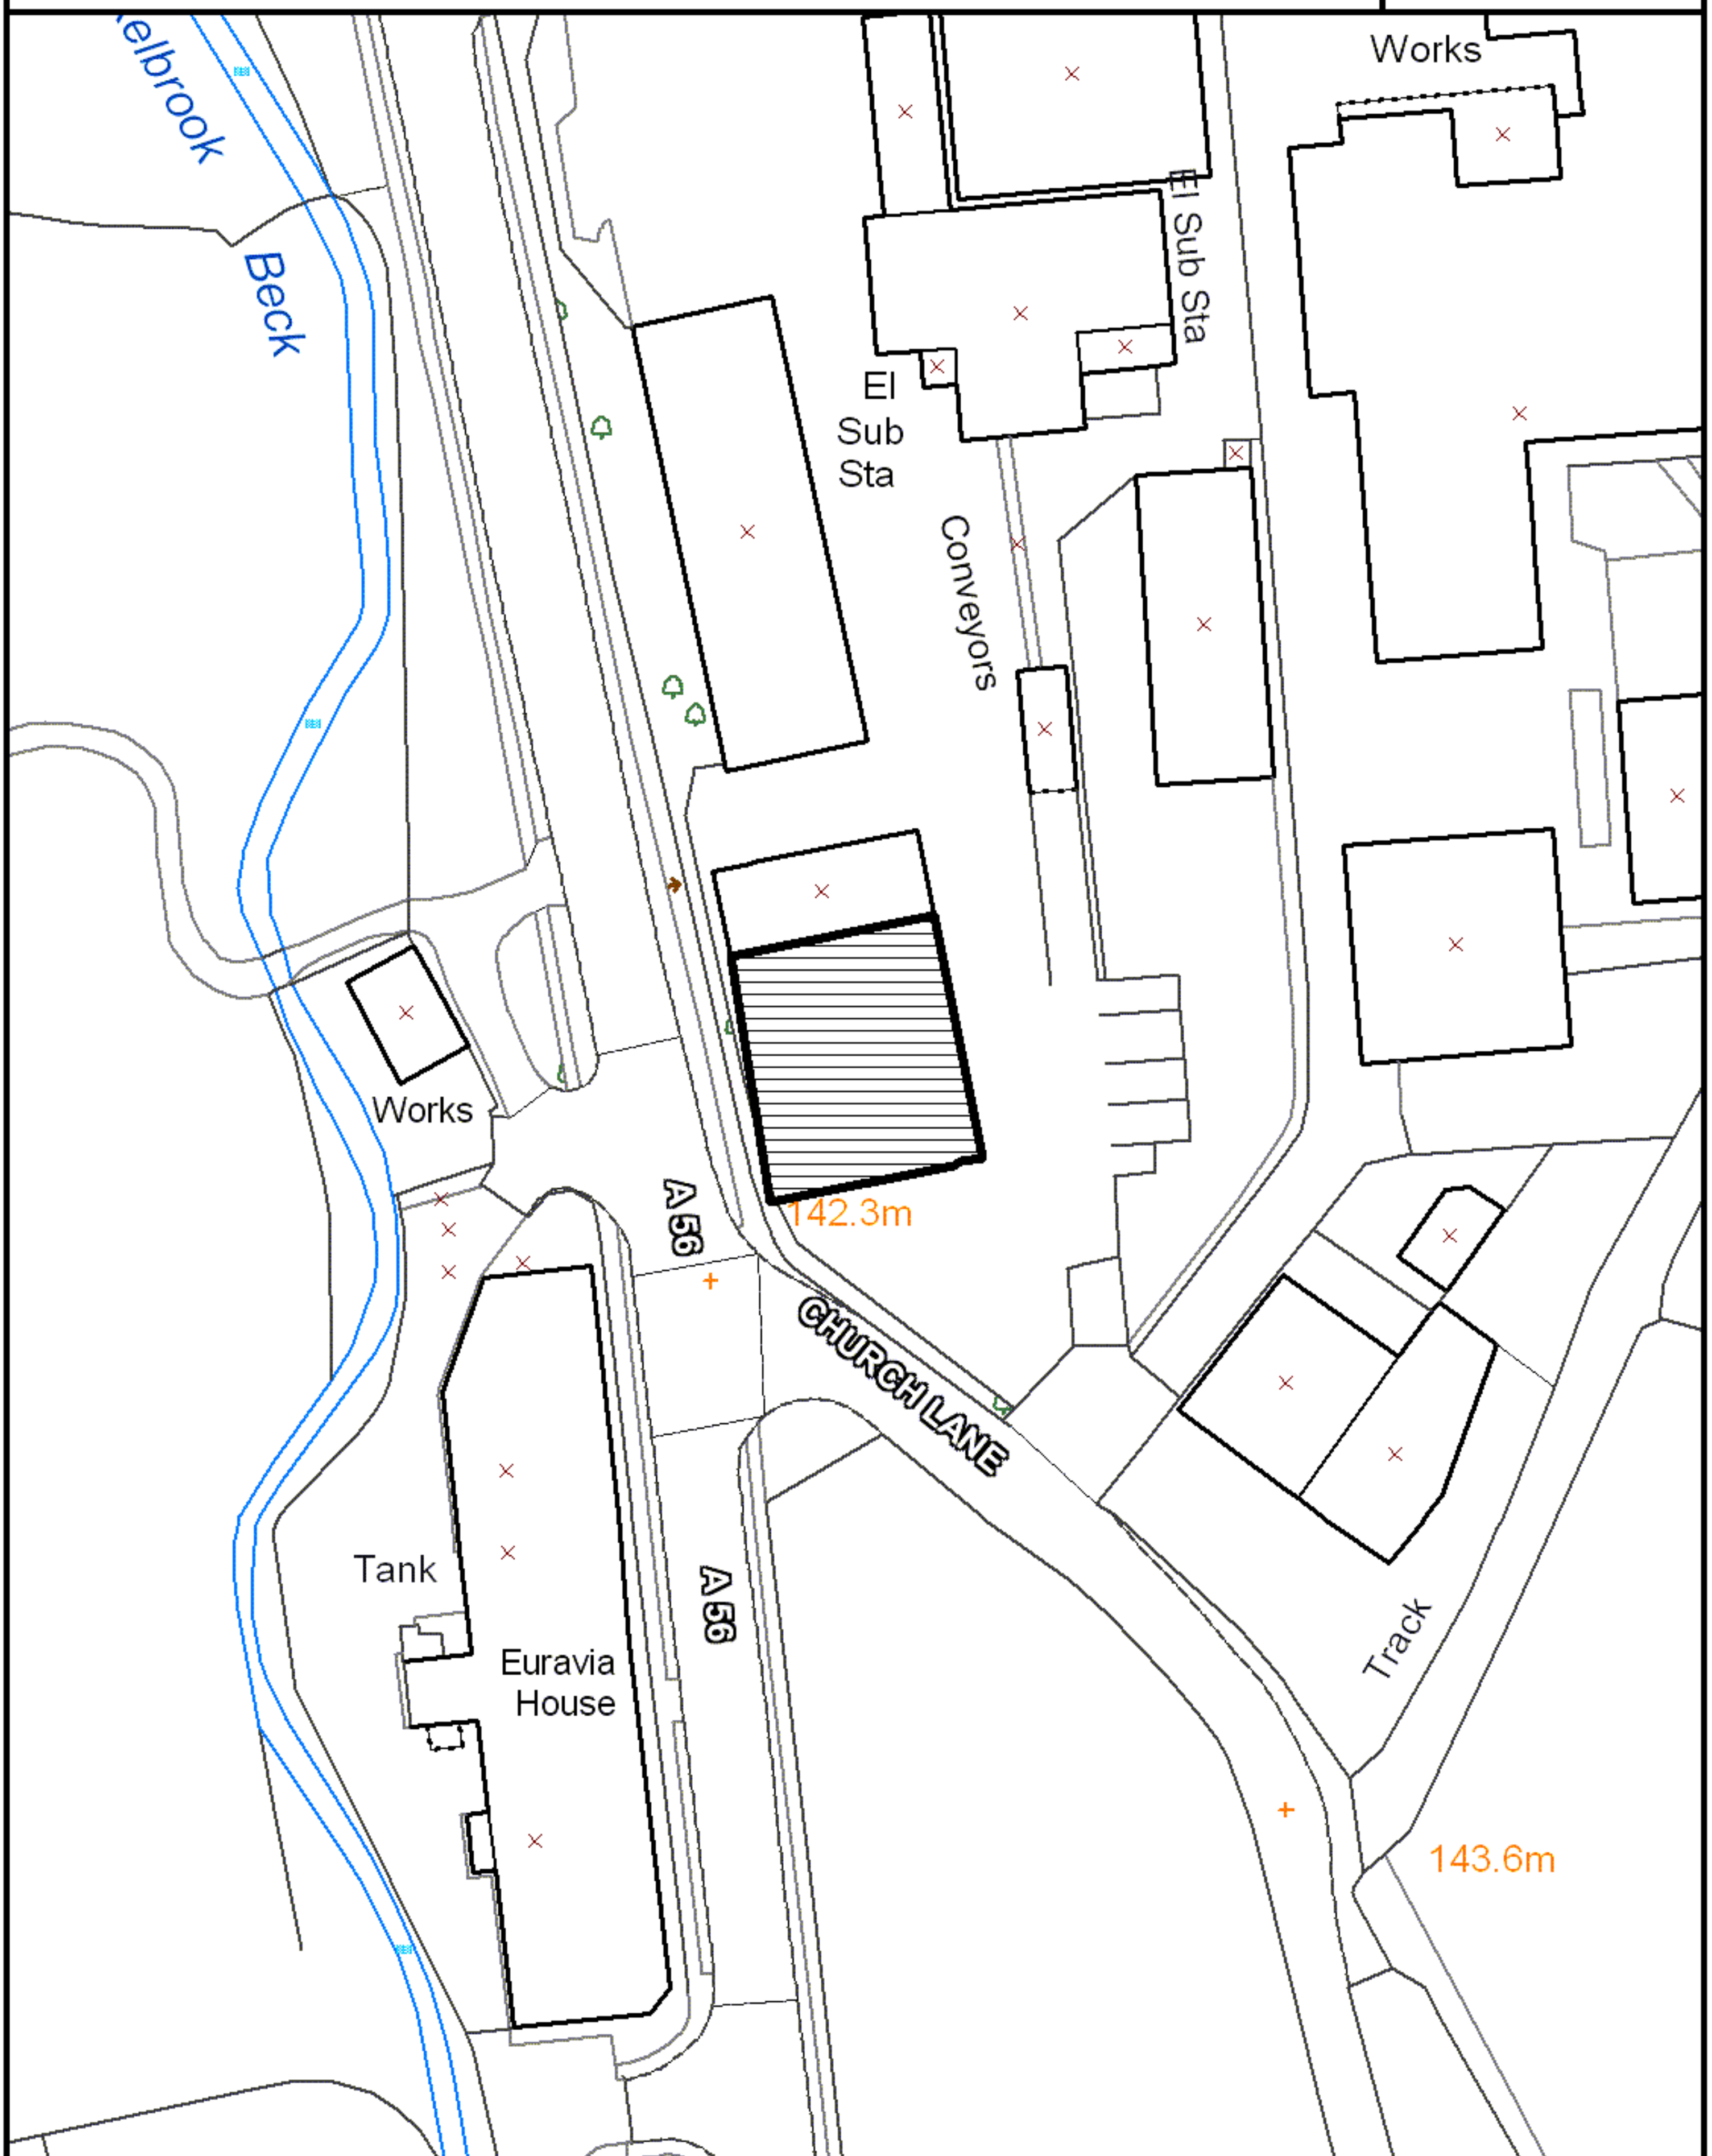 Works
Beck
El Sub Sta
El
Sub
Sta
Conveyors
Works
A 56
142.3m
CHURCH LANE
Tank
A 56
Euravia
House
Track
143.6m